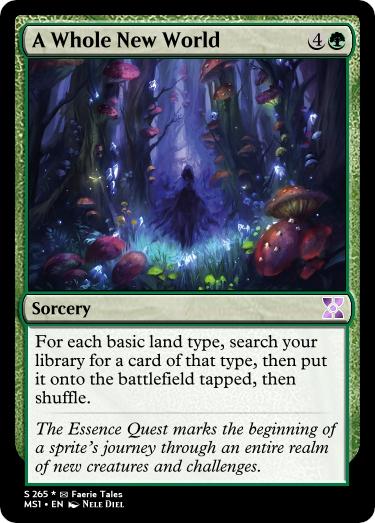 A Whole New World 4
Sorcery
For each basic land type, search your
library for a card of that type, then put
it onto the battlefield tapped, then
shuffle.
The Essence Quest marks the beginning of
a sprite's journey through an entire realm
of new creatures and challenges.
S 265 * Faerie Tales
MS1 • EN Nele Diel